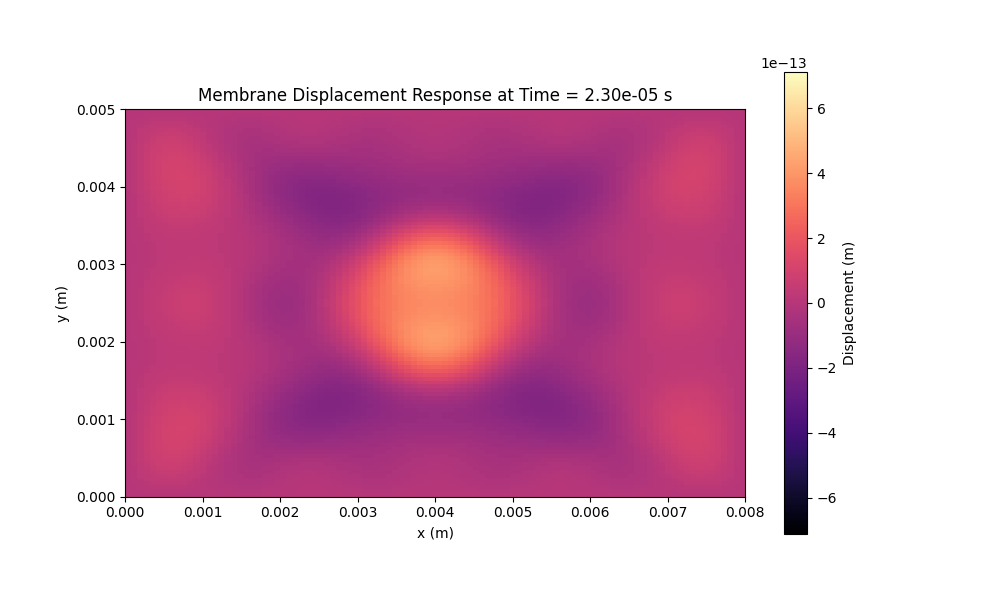 1e−13
Membrane Displacement Response at Time = 2.30e-05 s
0.005
0.004
0.003
0.002
0.001
0.000
y (m)
0.000 0.001 0.002 0.003 0.004 0.005 0.006 0.007 0.008
x (m)
6
4
2
0
−2
−4
−6
Displacement (m)